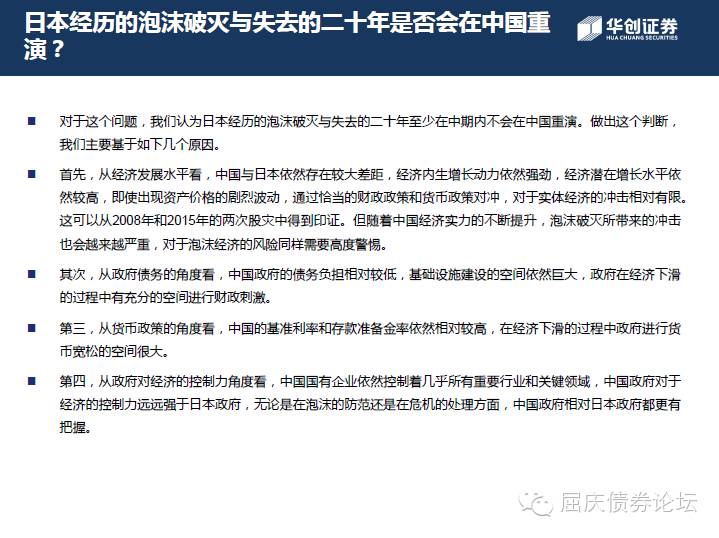 日本经历的泡沫破灭与失去的二十年是否会在中国重
演？
华创证券
HUA CHUANG SECURITIES
■ 对于这个问题，我们认为日本经历的泡沫破灭与失去的二十年至少在中期内不会在中国重演。做出这个判断，
我们主要基于如下几个原因。
■ 首先，从经济发展水平看，中国与日本依然存在较大差距，经济内生增长动力依然强劲，经济潜在增长水平依
然较高，即使出现资产价格的剧烈波动，通过恰当的财政政策和货币政策对冲，对于实体经济的冲击相对有限。
这可以从2008年和2015年的两次股灾中得到印证。但随着中国经济实力的不断提升，泡沫破灭所带来的冲击
也会越来越严重，对于泡沫经济的风险同样需要高度警惕。
■ 其次，从政府债务的角度看，中国政府的债务负担相对较低，基础设施建设的空间依然巨大，政府在经济下滑
的过程中有充分的空间进行财政刺激。
■ 第三，从货币政策的角度看，中国的基准利率和存款准备金率依然相对较高，在经济下滑的过程中政府进行货
币宽松的空间很大。
■ 第四，从政府对经济的控制力角度看，中国国有企业依然控制着几乎所有重要行业和关键领域，中国政府对于
经济的控制力远远强于日本政府，无论是在泡沫的防范还是在危机的处理方面，中国政府相对日本政府都更有
把握。
屈庆债券论坛